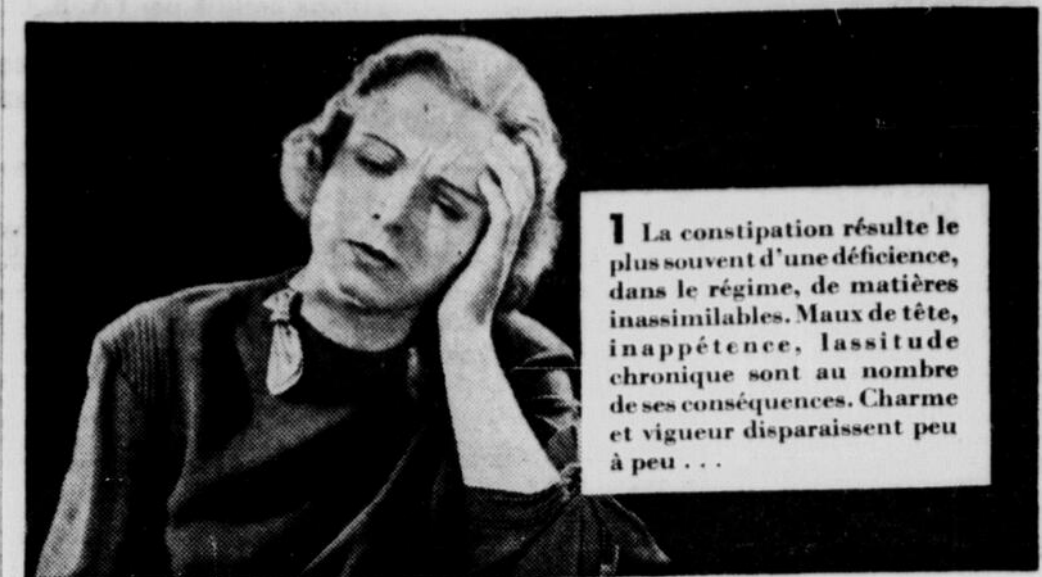 1 La constipation résulte le
plus souvent d'une déficience,
dans le régime, de matières
inassimilables. Maux de tête,
inappétence, lassitude
chronique sont au nombre
de ses conséquences. Charme
et vigueur disparaissent peu
à peu . . .